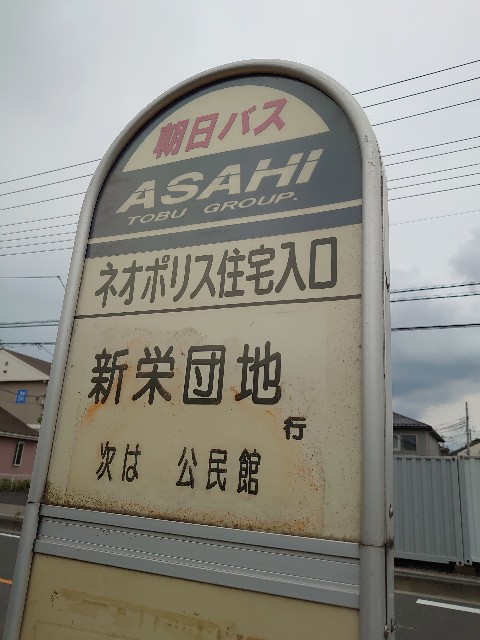 朝日バス
ASAHI
TOBU GROUP.
ネオポリス住宅入口
新栄団地
行
次は 公民館